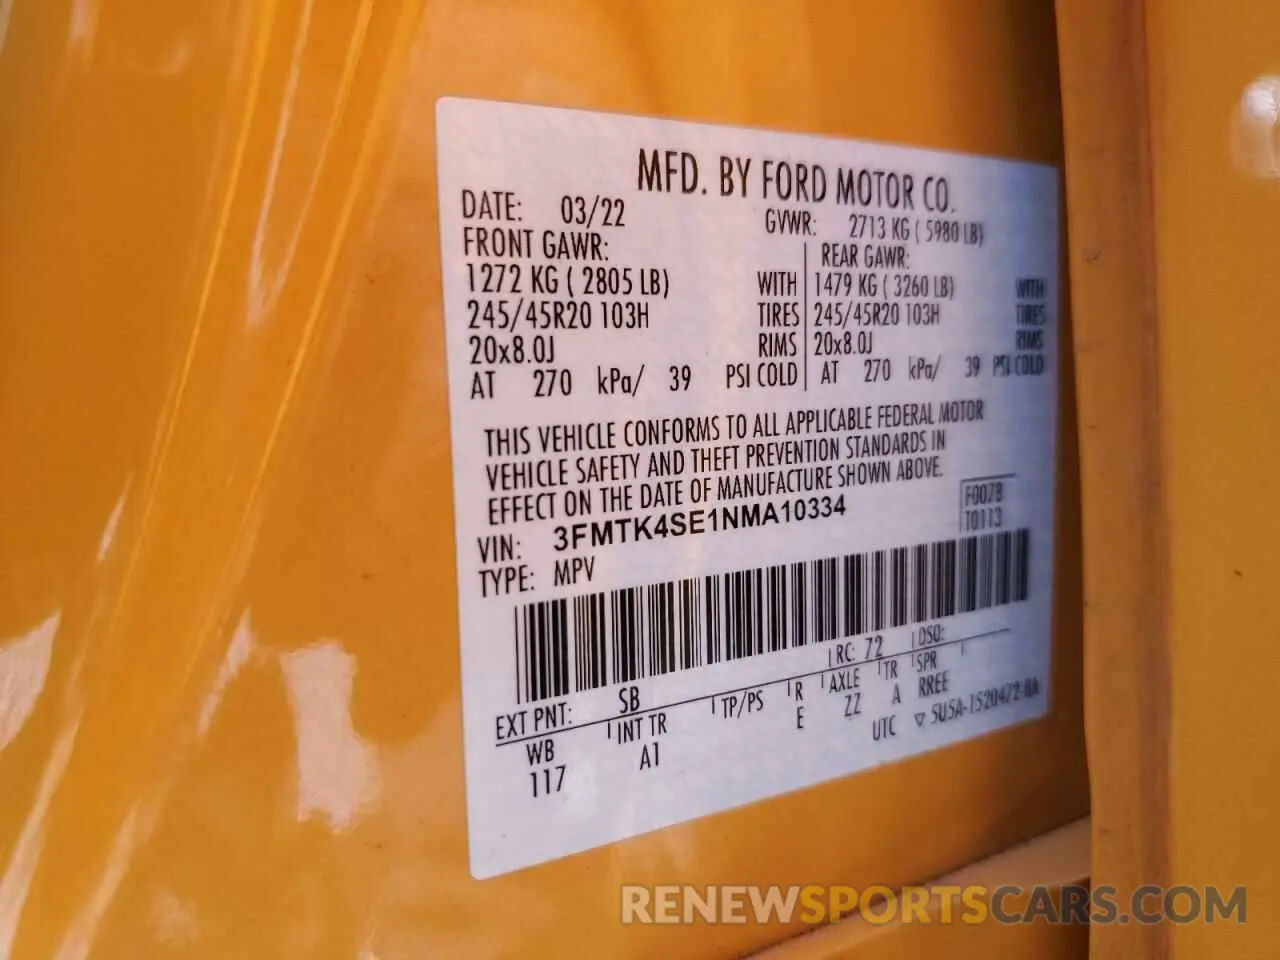 MFD. BY FORD MOTOR CO.
DATE: 03/22 GVWR: 2713 KG ( 5980 LB)
FRONT GAWR: REAR GAWR:
1272 KG ( 2805 LB) WITH 1479 KG ( 3260 LB) WITH
245/45R20 103H TIRES 245/45R20 103H TIRES
20x8.0J RIMS 20x8.0J RIMS
AT 270 kPa/ 39 PSI COLD AT 270 kPa/ 39 PSI COLD
THIS VEHICLE CONFORMS TO ALL APPLICABLE FEDERAL MOTOR
VEHICLE SAFETY AND THEFT PREVENTION STANDARDS IN
EFFECT ON THE DATE OF MANUFACTURE SHOWN ABOVE.
VIN: 3FMTK4SE1NMA10334 F0078
TYPE: MPV T0113
EXT PNT: SB RC: 72 DSO:
WB INT TR TP/PS R AXLE TR SPR
117 A1 E ZZ A RREE
UTC ▽ 5U5A-1520472-BA
RENEWSPORTSCARS.COM